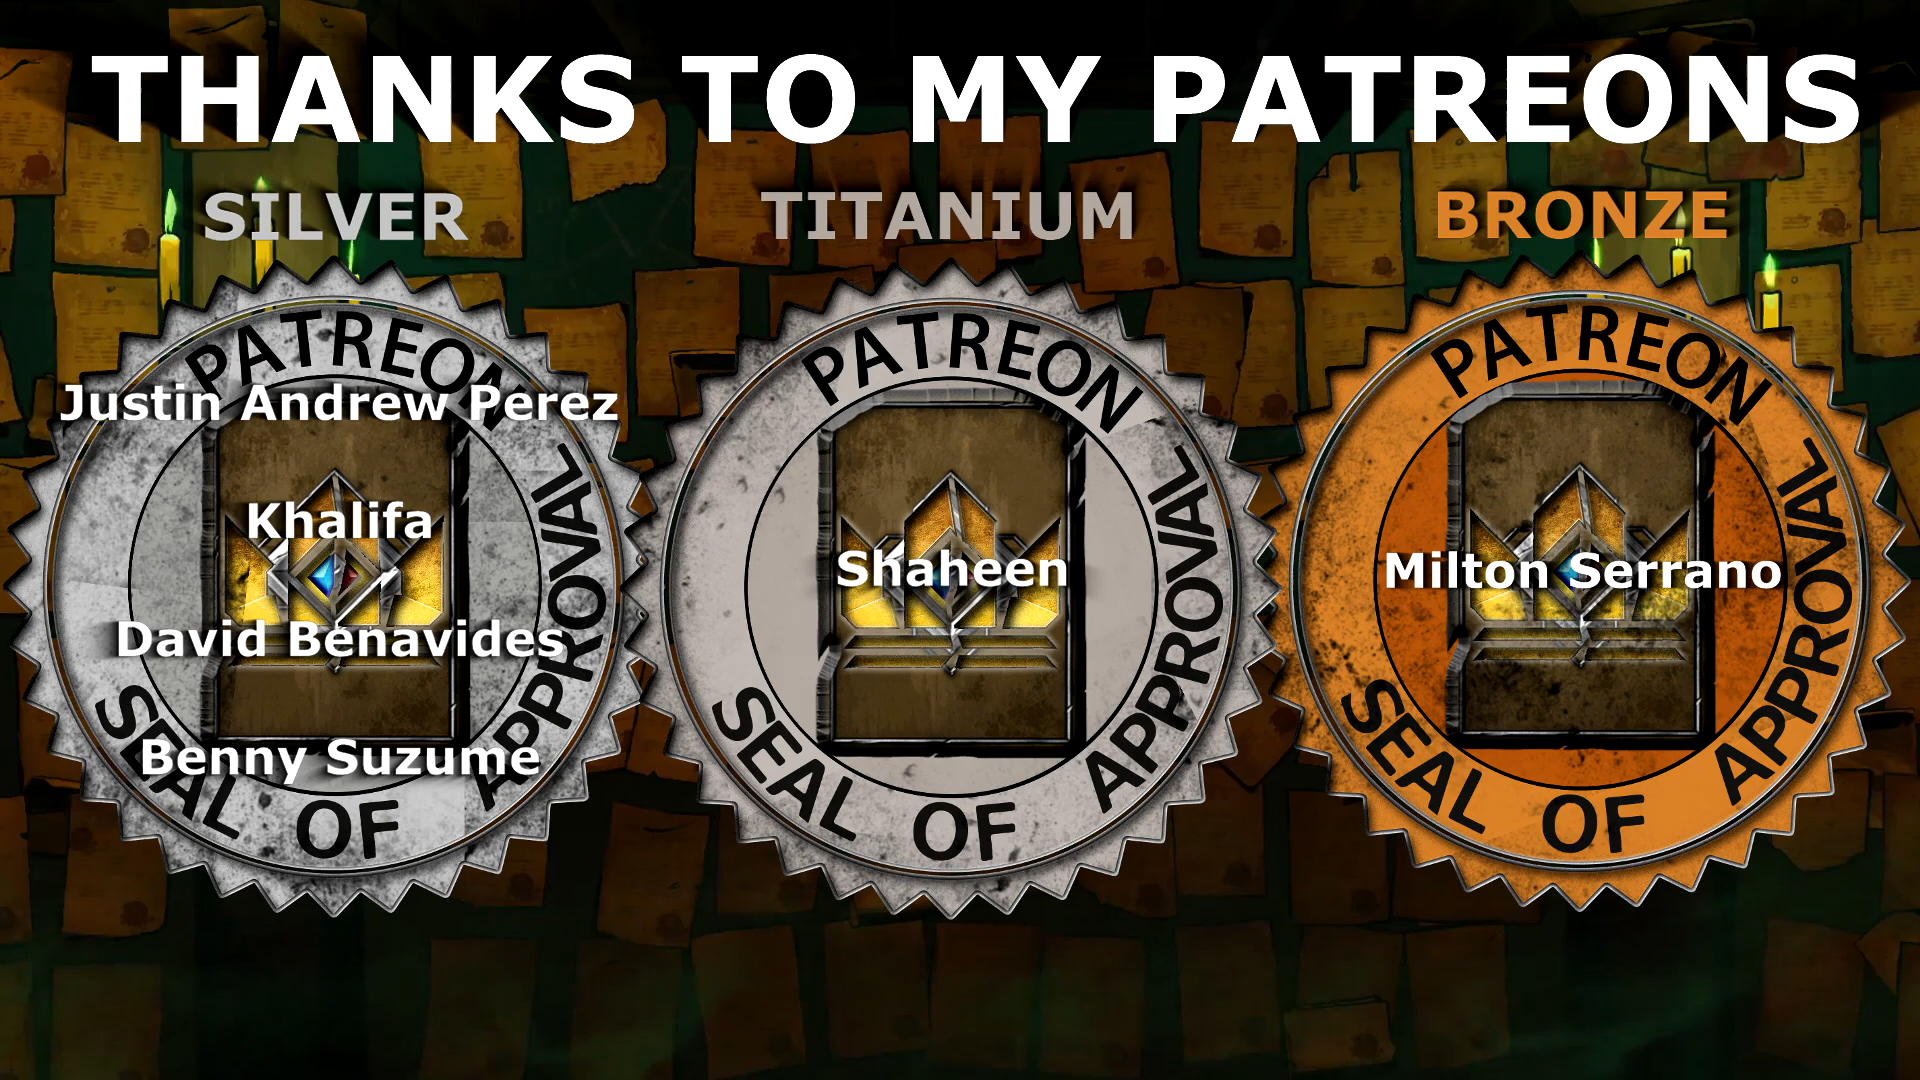 THANKS TO MY PATREONS
SILVER
TITANIUM
BRONZE
PATREON
SEAL OF APPROVAL
Justin Andrew Perez
Khalifa
David Benavides
Benny Suzume
PATREON
SEAL OF APPROVAL
Shaheen
PATREON
SEAL OF APPROVAL
Milton Serrano